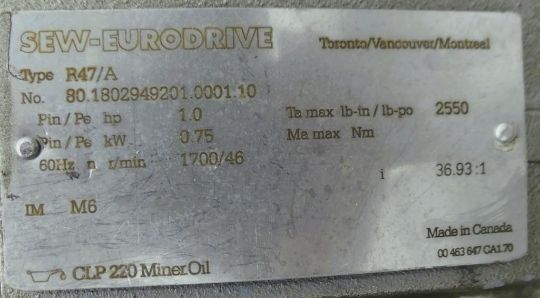 SEW-EURODRIVE Toronto/Vancouver/Montreal
Type R47/A
No. 80.1802949201.0001.10
Pin/Pe hp 1.0 Ta max lb-in / lb-po 2550
Pin/Pe kW 0.75 Ma max Nm
60Hz n r/min 1700/46 i 36.93 :1
IM M6
Made in Canada
00 463 647 CA1.70
CLP 220 Miner.Oil